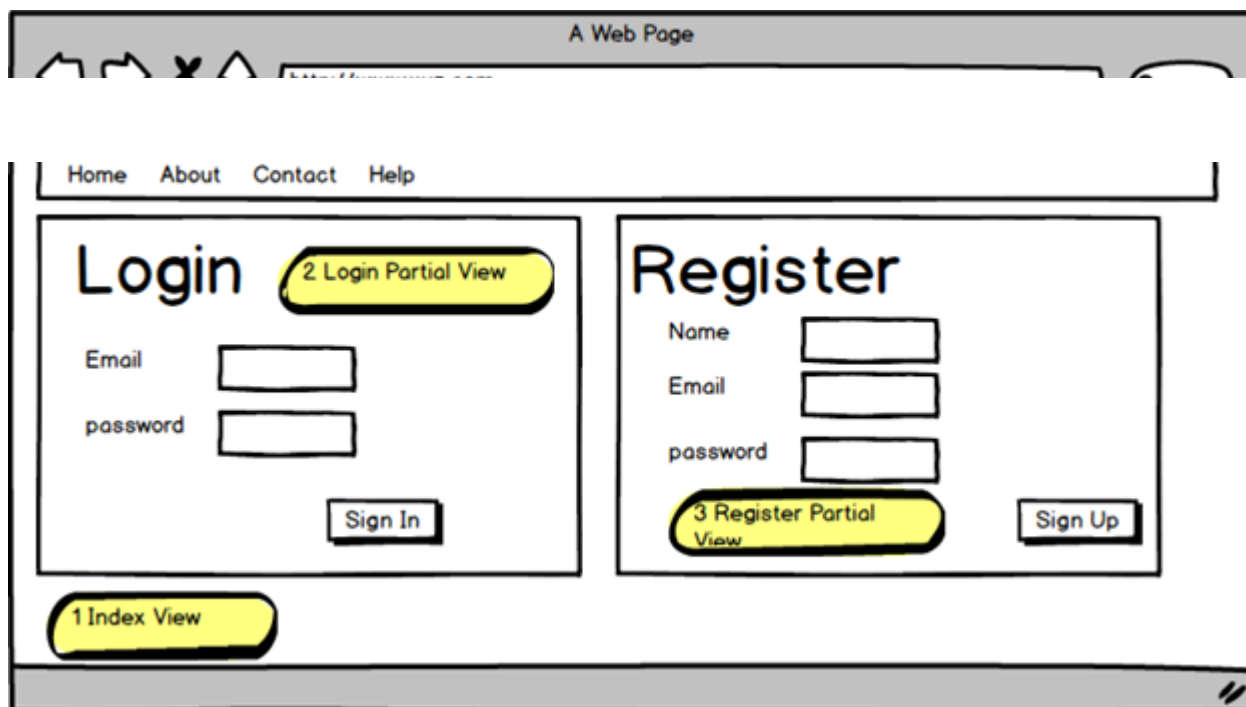 A Web Page
Home About Contact Help
Login
2 Login Partial View
Email
password
Sign In
Register
Name
Email
password
3 Register Partial
View
Sign Up
1 Index View